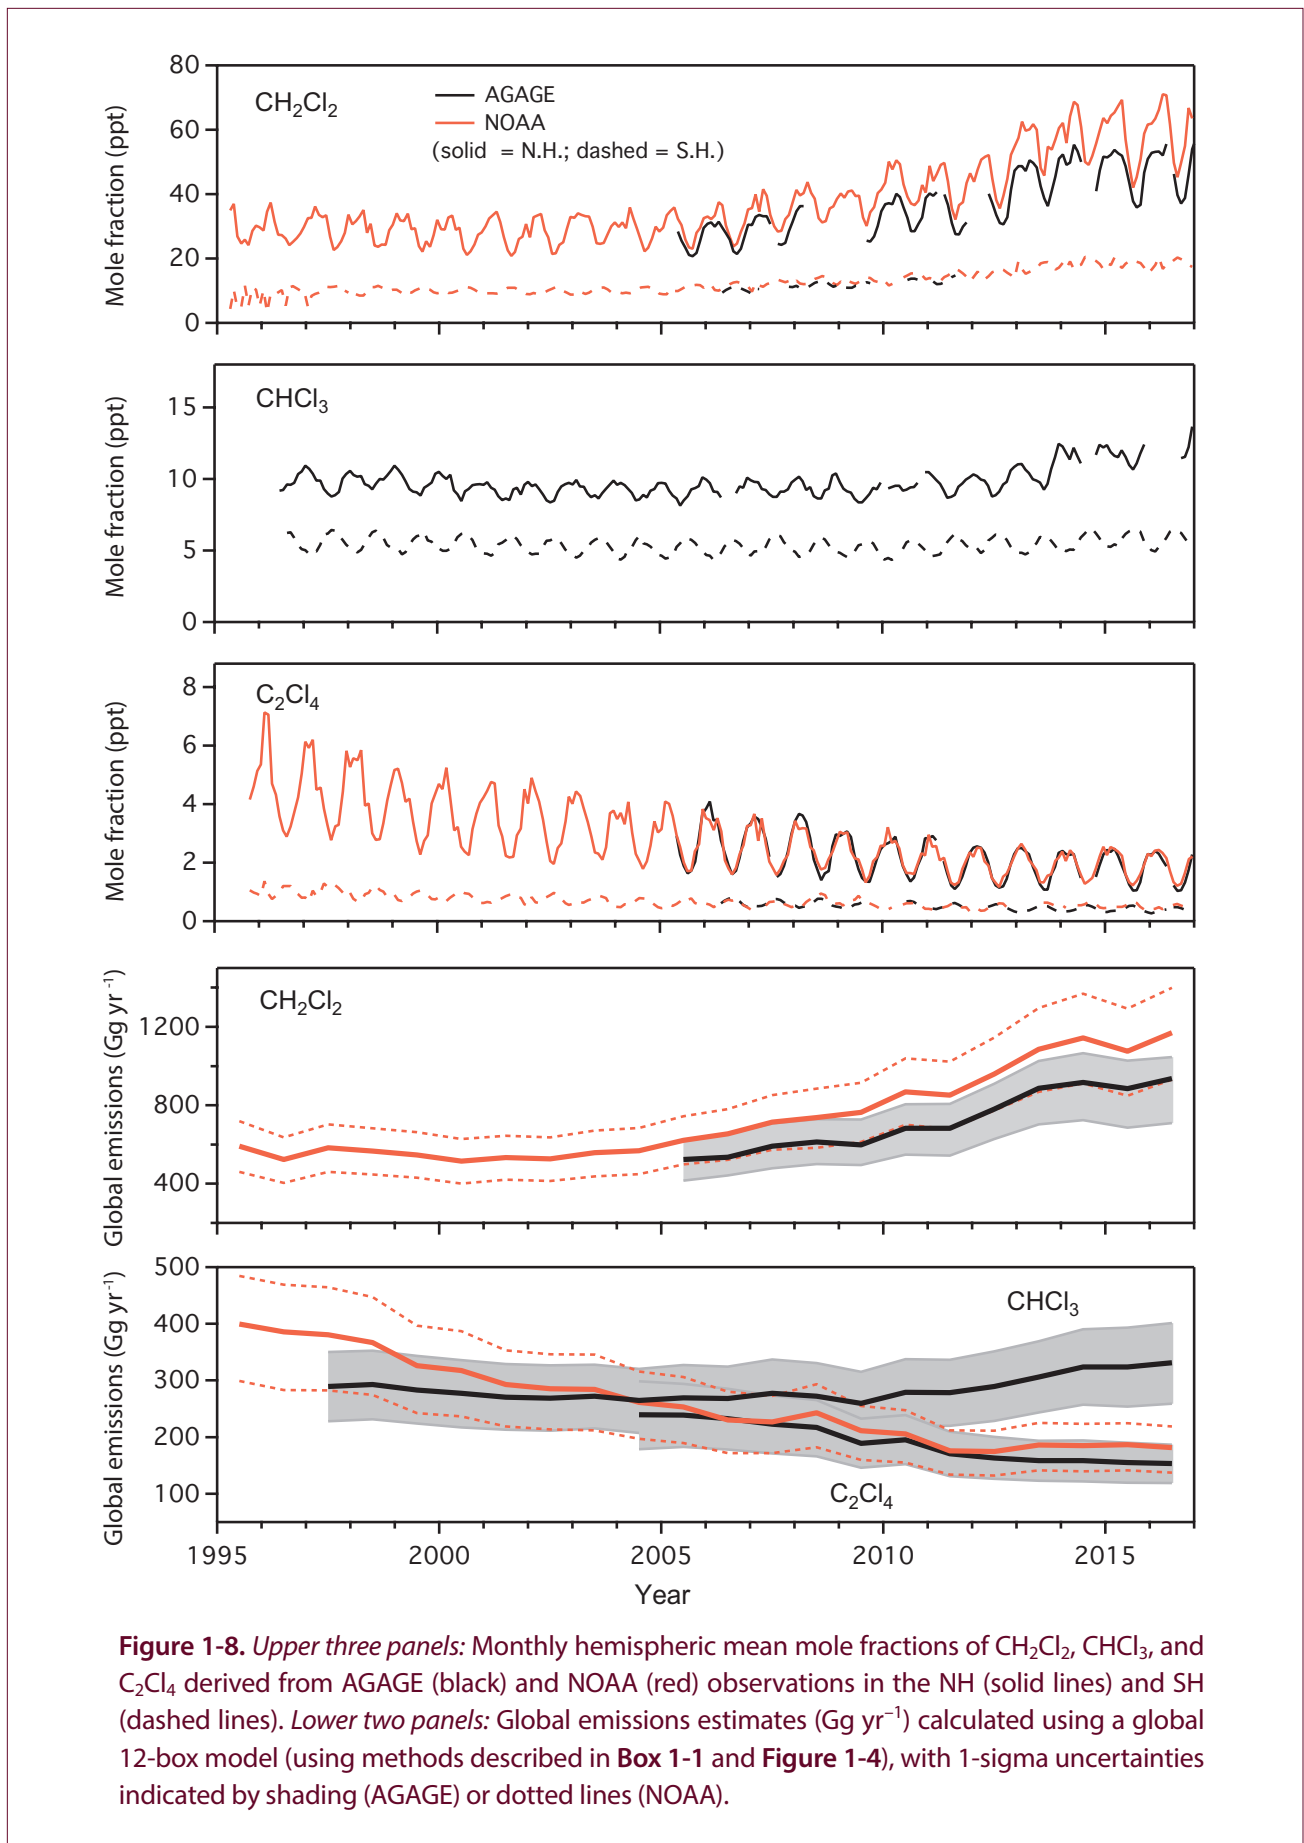 80
60
40
20
0
Mole fraction (ppt)
CH₂Cl₂
AGAGE
NOAA
(solid = N.H.; dashed = S.H.)
15
10
5
0
Mole fraction (ppt)
CHCl₃
8
6
4
2
0
Mole fraction (ppt)
C₂Cl₄
1200
800
400
Global emissions (Gg yr⁻¹)
CH₂Cl₂
500
400
300
200
100
Global emissions (Gg yr⁻¹)
CHCl₃
C₂Cl₄
1995 2000 2005 2010 2015
Year
Figure 1-8. Upper three panels: Monthly hemispheric mean mole fractions of CH₂Cl₂, CHCl₃, and
C₂Cl₄ derived from AGAGE (black) and NOAA (red) observations in the NH (solid lines) and SH
(dashed lines). Lower two panels: Global emissions estimates (Gg yr⁻¹) calculated using a global
12-box model (using methods described in Box 1-1 and Figure 1-4), with 1-sigma uncertainties
indicated by shading (AGAGE) or dotted lines (NOAA).